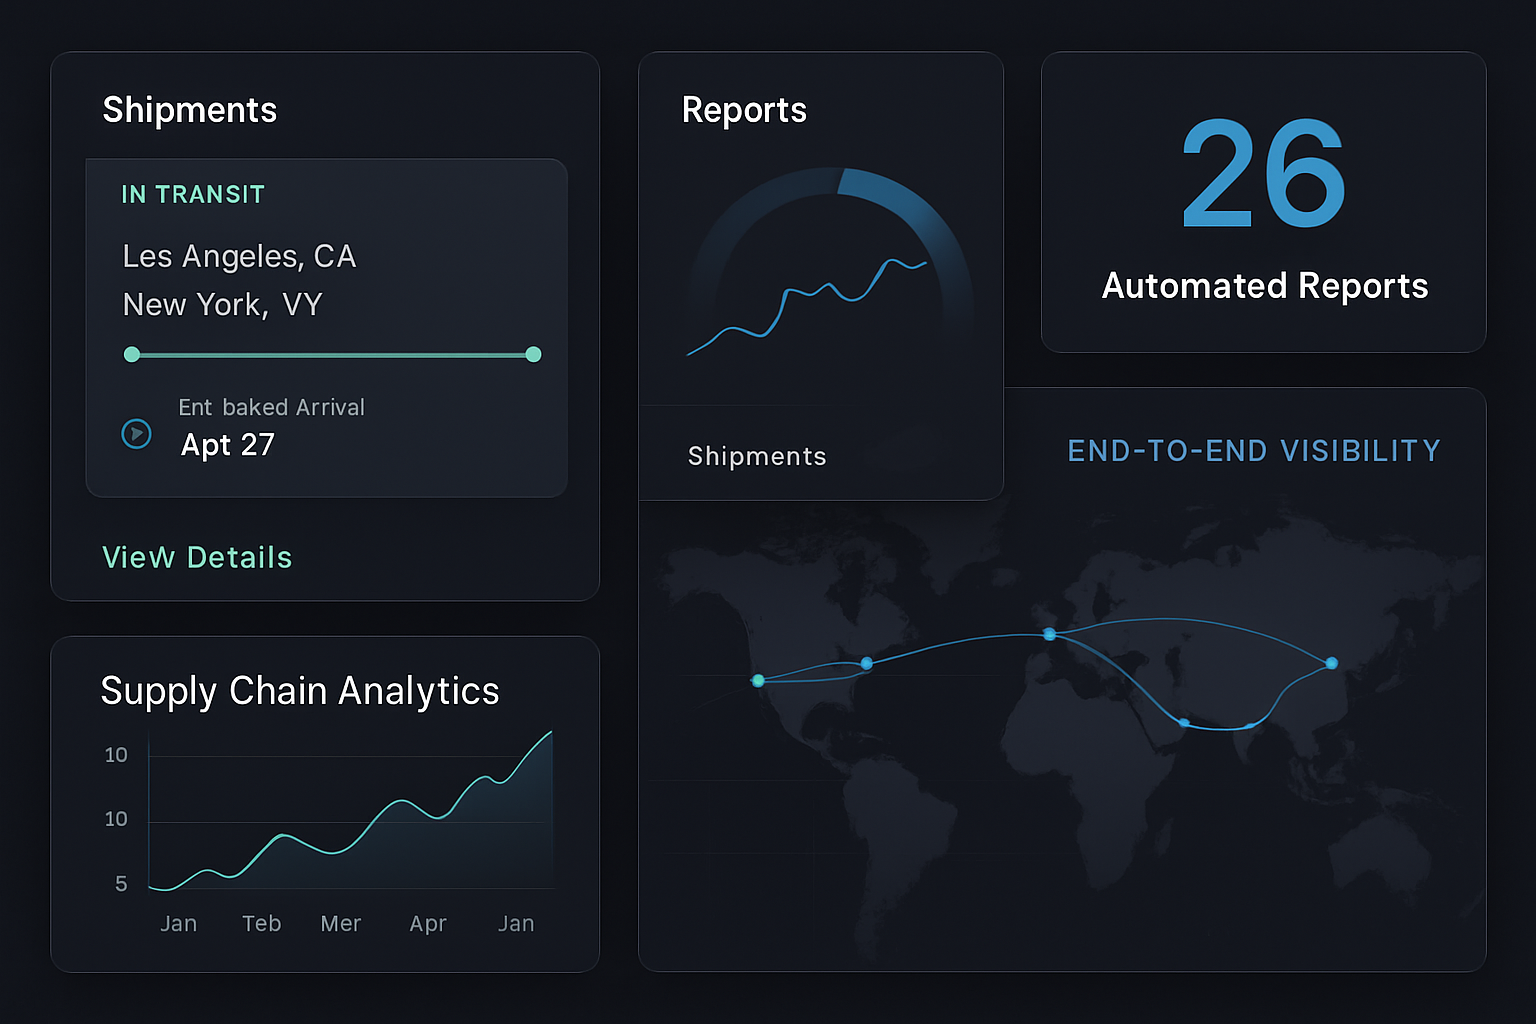 Shipments
IN TRANSIT
Les Angeles, CA
New York, VY
Ent baked Arrival
Apt 27
VieW Details
Reports
Shipments
26
Automated Reports
END-TO-END VISIBILITY
Supply Chain Analytics
10
10
5
Jan Teb Mer Apr Jan